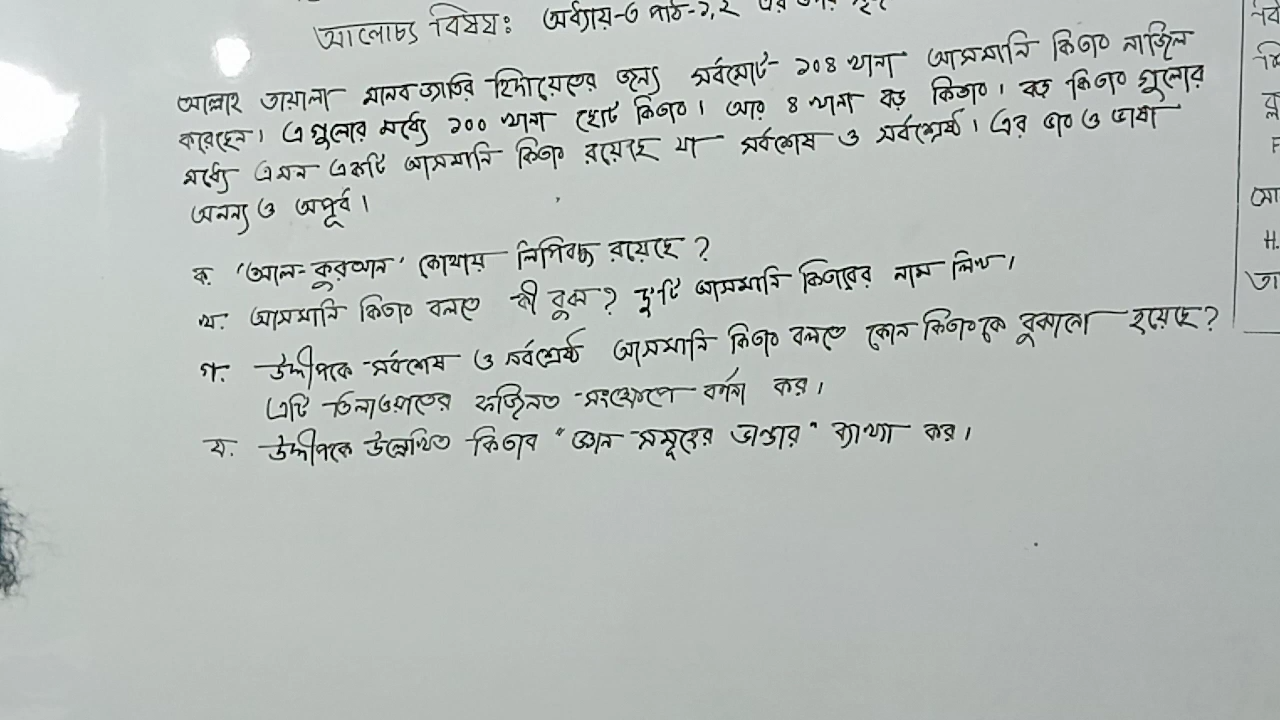 আলোচ্য বিষয়ঃ অধ্যায়-৩ পাঠ-১,২ এর
আল্লাহ তায়ালা মানব জাতির হিদায়েতের জন্য সর্বমোট- ১০৪ খানা আসমানি কিতাব নাজিল
করেছেন। এ গুলোর মধ্যে ১০০ খানা ছোট কিতাব। আর ৪ খানা বড় কিতাব। বড় কিতাব গুলোর
মধ্যে এমন একটি আসমানি কিতাব রয়েছে যা সর্বশেষ ও সর্বশ্রেষ্ঠ। এর ভাব ও ভাষা
অনন্য ও অপূর্ব।
ক. 'আল-কুরআন' কোথায় লিপিবদ্ধ রয়েছে?
খ. আসমানি কিতাব বলতে কী বুঝ? দু'টি আসমানি কিতাবের নাম লিখ।
গ. উদ্দীপকে সর্বশেষ ও সর্বশ্রেষ্ঠ আসমানি কিতাব বলতে কোন কিতাবকে বুঝানো হয়েছে?
এটি তিলাওয়াতের ফজিলত সংক্ষেপে বর্ণনা কর।
ঘ. উদ্দীপকে উল্লেখিত কিতাব "জ্ঞান সমূহের ভাণ্ডার" ব্যাখ্যা কর।